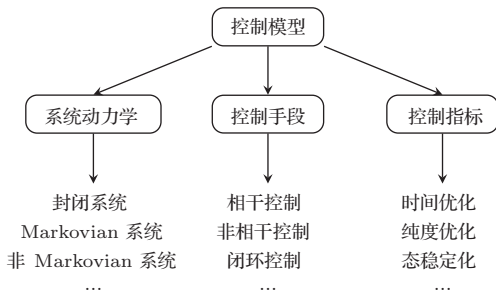 控制模型
系统动力学 控制手段 控制指标
封闭系统 相干控制 时间优化
Markovian 系统 非相干控制 纯度优化
非 Markovian 系统 闭环控制 态稳定化
... ... ...